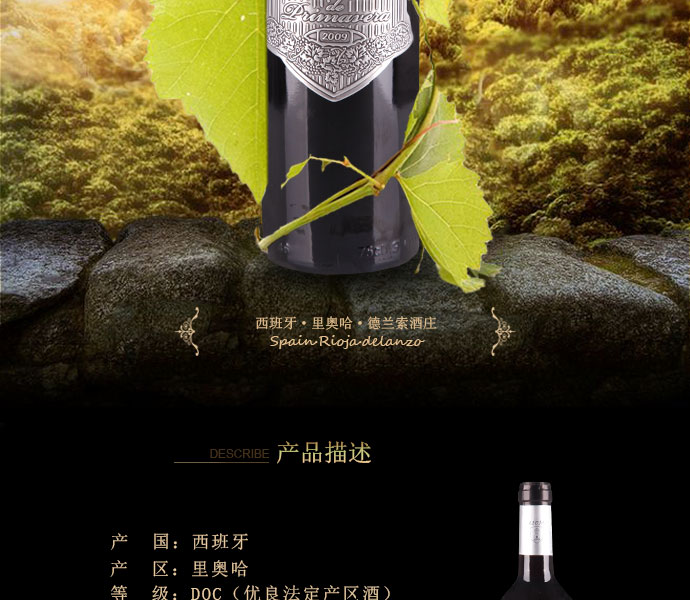 de
Primavera
2009
西班牙·里奥哈·德兰索酒庄
Spain Rioja delanzo
DESCRIBE 产品描述
产 国：西班牙
产 区：里奥哈
等 级：DOC（优良法定产区酒）